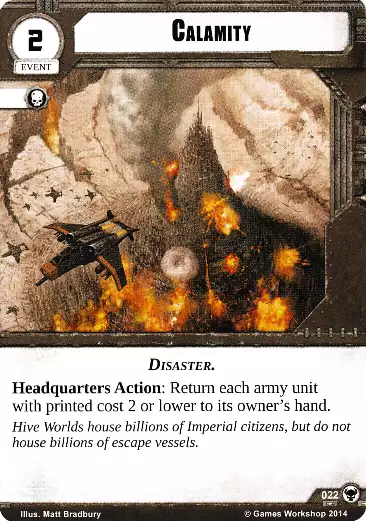 2
CALAMITY
EVENT
DISASTER.
Headquarters Action: Return each army unit
with printed cost 2 or lower to its owner's hand.
Hive Worlds house billions of Imperial citizens, but do not
house billions of escape vessels.
022
Illus. Matt Bradbury
© Games Workshop 2014